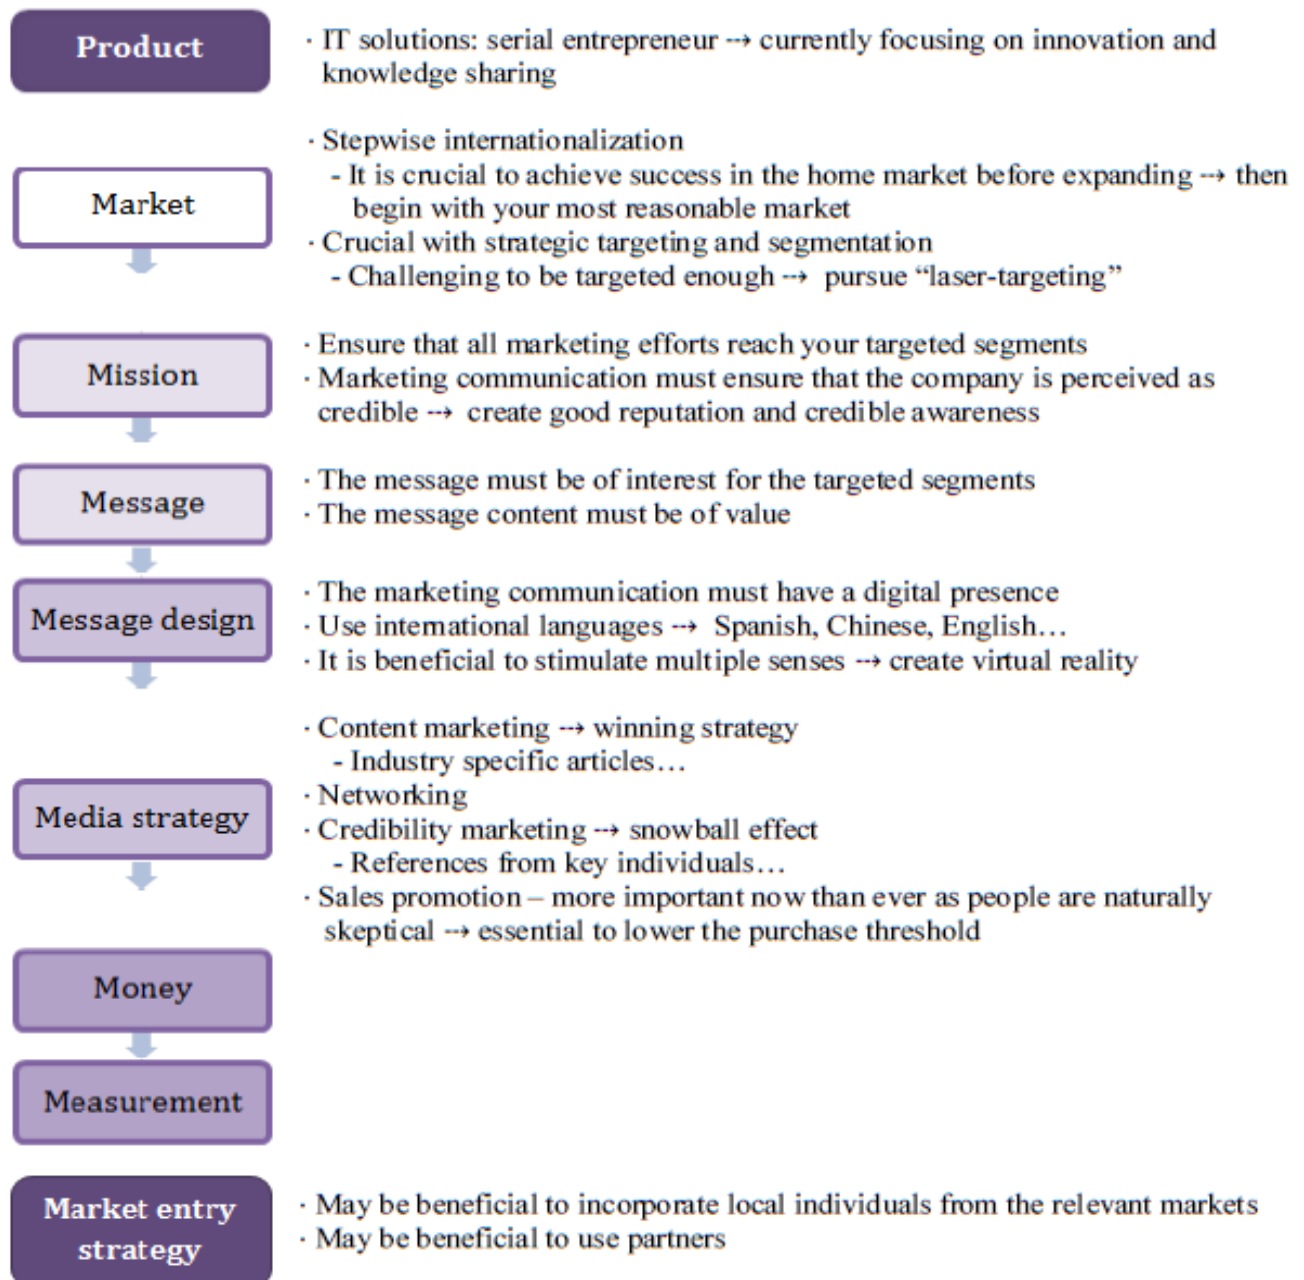 Product
· IT solutions: serial entrepreneur → currently focusing on innovation and
knowledge sharing
Market
· Stepwise internationalization
- It is crucial to achieve success in the home market before expanding → then
begin with your most reasonable market
· Crucial with strategic targeting and segmentation
- Challenging to be targeted enough → pursue “laser-targeting”
Mission
· Ensure that all marketing efforts reach your targeted segments
· Marketing communication must ensure that the company is perceived as
credible → create good reputation and credible awareness
Message
· The message must be of interest for the targeted segments
· The message content must be of value
Message design
· The marketing communication must have a digital presence
· Use international languages → Spanish, Chinese, English…
· It is beneficial to stimulate multiple senses → create virtual reality
Media strategy
· Content marketing → winning strategy
- Industry specific articles…
· Networking
· Credibility marketing → snowball effect
- References from key individuals…
· Sales promotion – more important now than ever as people are naturally
skeptical → essential to lower the purchase threshold
Money
Measurement
Market entry
strategy
· May be beneficial to incorporate local individuals from the relevant markets
· May be beneficial to use partners